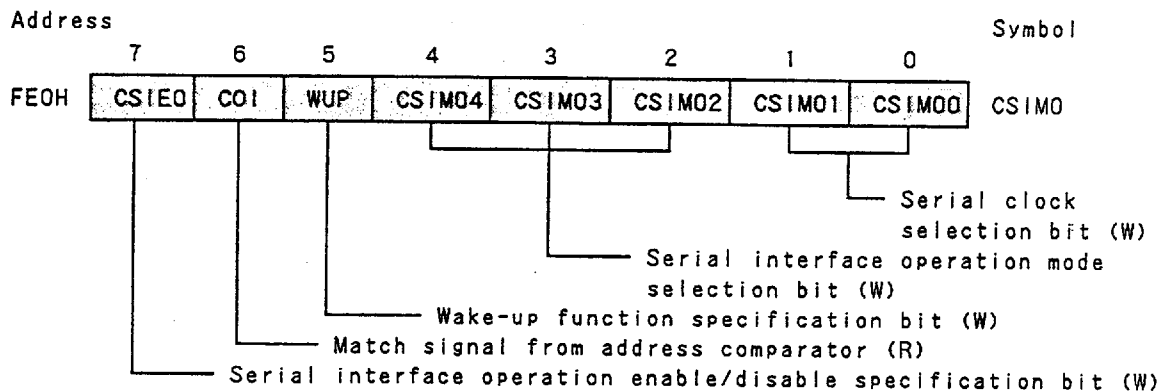 Address
Symbol
7 6 5 4 3 2 1 0
FE0H CSIE0 COI WUP CSIM04 CSIM03 CSIM02 CSIM01 CSIM00 CSIM0
Serial clock
selection bit (W)
Serial interface operation mode
selection bit (W)
Wake-up function specification bit (W)
Match signal from address comparator (R)
Serial interface operation enable/disable specification bit (W)